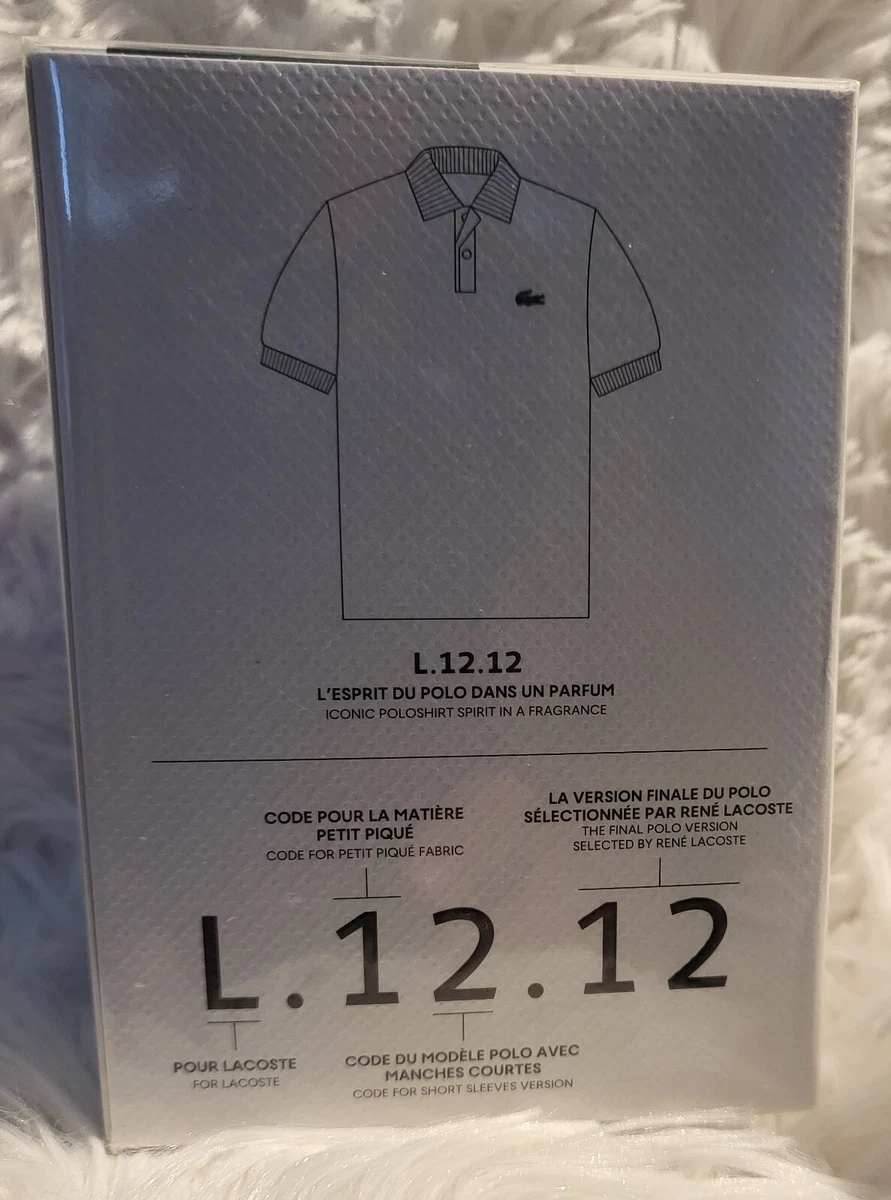 L.12.12
L'ESPRIT DU POLO DANS UN PARFUM
ICONIC POLOSHIRT SPIRIT IN A FRAGRANCE
CODE POUR LA MATIÈRE
PETIT PIQUÉ
CODE FOR PETIT PIQUÉ FABRIC
LA VERSION FINALE DU POLO
SÉLECTIONNÉE PAR RENÉ LACOSTE
THE FINAL POLO VERSION
SELECTED BY RENÉ LACOSTE
L.12.12
POUR LACOSTE
FOR LACOSTE
CODE DU MODÈLE POLO AVEC
MANCHES COURTES
CODE FOR SHORT SLEEVES VERSION